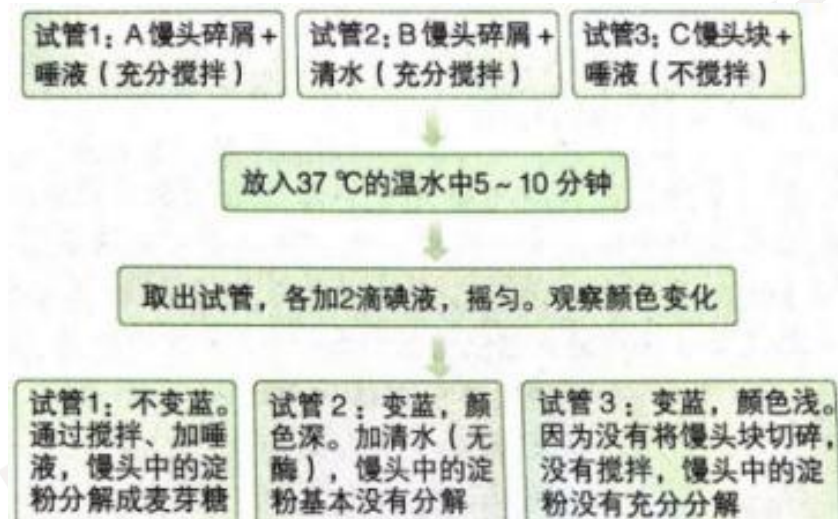 试管1：A馒头碎屑+
唾液（充分搅拌）
试管2：B馒头碎屑+
清水（充分搅拌）
试管3：C馒头块+
唾液（不搅拌）
放入37 ℃的温水中5~10 分钟
取出试管，各加2滴碘液，摇匀。观察颜色变化
试管1：不变蓝。
通过搅拌、加唾
液，馒头中的淀
粉分解成麦芽糖
试管 2：变蓝，颜
色深。加清水（无
酶），馒头中的淀
粉基本没有分解
试管 3：变蓝，颜色浅。
因为没有将馒头块切碎，
没有搅拌，馒头中的淀
粉没有充分分解